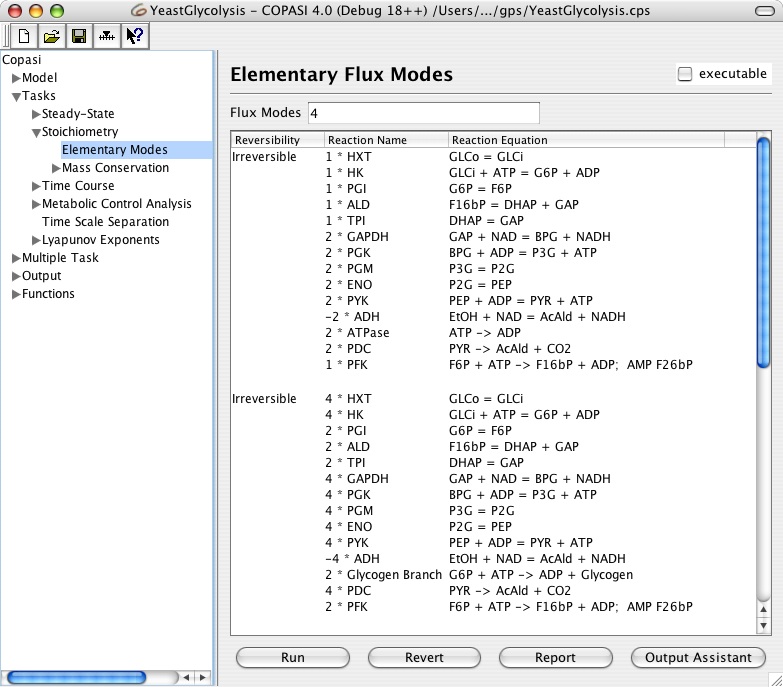 YeastGlycolysis – COPASI 4.0 (Debug 18++) /Users/.../gps/YeastGlycolysis.cps
Copasi
Model
Tasks
Steady-State
Stoichiometry
Elementary Modes
Mass Conservation
Time Course
Metabolic Control Analysis
Time Scale Separation
Lyapunov Exponents
Multiple Task
Output
Functions
Elementary Flux Modes
executable
Flux Modes 4
Reversibility Reaction Name Reaction Equation
Irreversible 1 * HXT GLCo = GLCi
1 * HK GLCi + ATP = G6P + ADP
1 * PGI G6P = F6P
1 * ALD F16bP = DHAP + GAP
1 * TPI DHAP = GAP
2 * GAPDH GAP + NAD = BPG + NADH
2 * PGK BPG + ADP = P3G + ATP
2 * PGM P3G = P2G
2 * ENO P2G = PEP
2 * PYK PEP + ADP = PYR + ATP
-2 * ADH EtOH + NAD = AcAld + NADH
2 * ATPase ATP -> ADP
2 * PDC PYR -> AcAld + CO2
1 * PFK F6P + ATP -> F16bP + ADP; AMP F26bP
Irreversible 4 * HXT GLCo = GLCi
4 * HK GLCi + ATP = G6P + ADP
2 * PGI G6P = F6P
2 * ALD F16bP = DHAP + GAP
2 * TPI DHAP = GAP
4 * GAPDH GAP + NAD = BPG + NADH
4 * PGK BPG + ADP = P3G + ATP
4 * PGM P3G = P2G
4 * ENO P2G = PEP
4 * PYK PEP + ADP = PYR + ATP
-4 * ADH EtOH + NAD = AcAld + NADH
2 * Glycogen Branch G6P + ATP -> ADP + Glycogen
4 * PDC PYR -> AcAld + CO2
2 * PFK F6P + ATP -> F16bP + ADP; AMP F26bP
Run Revert Report Output Assistant